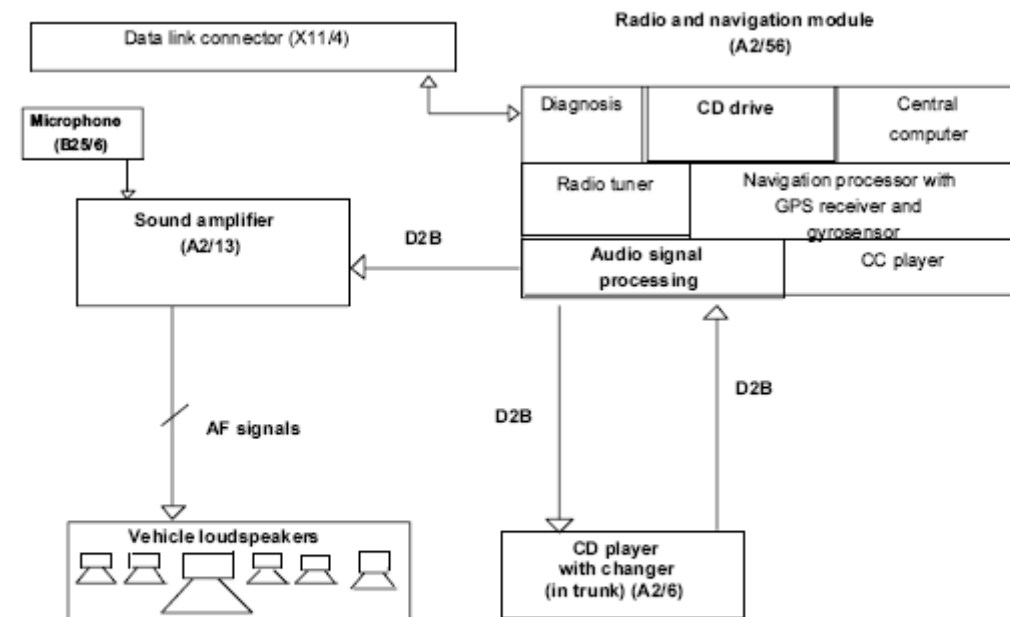 Data link connector (X11/4)
Radio and navigation module
(A2/56)
Microphone
(B25/6)
Diagnosis
CD drive
Central
computer
Radio tuner
Navigation processor with
GPS receiver and
gyrosensor
Sound amplifier
(A2/13)
D2B
Audio signal
processing
CC player
D2B
D2B
AF signals
Vehicle loudspeakers
CD player
with changer
(in trunk) (A2/6)